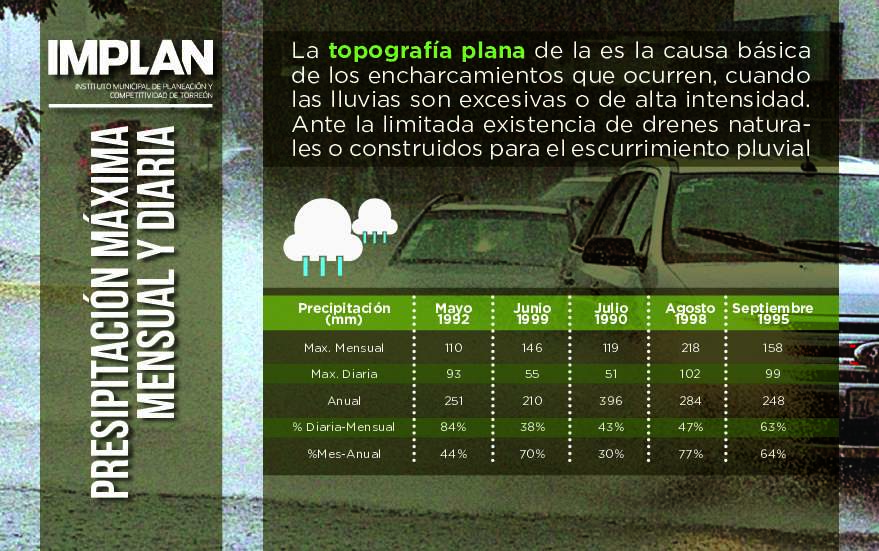 IMPLAN
INSTITUTO MUNICIPAL DE PLANEACIÓN Y
COMPETITIVIDAD DE TORREÓN
PRESIPITACIÓN MÁXIMA
MENSUAL Y DIARIA
La topografía plana de la es la causa básica
de los encharcamientos que ocurren, cuando
las lluvias son excesivas o de alta intensidad.
Ante la limitada existencia de drenes natura-
les o construidos para el escurrimiento pluvial
Precipitación (mm) Mayo 1992 Junio 1999 Julio 1990 Agosto 1998 Septiembre 1995
Max. Mensual 110 146 119 218 158
Max. Diaria 93 55 51 102 99
Anual 251 210 396 284 248
% Diaria-Mensual 84% 38% 43% 47% 63%
%Mes-Anual 44% 70% 30% 77% 64%